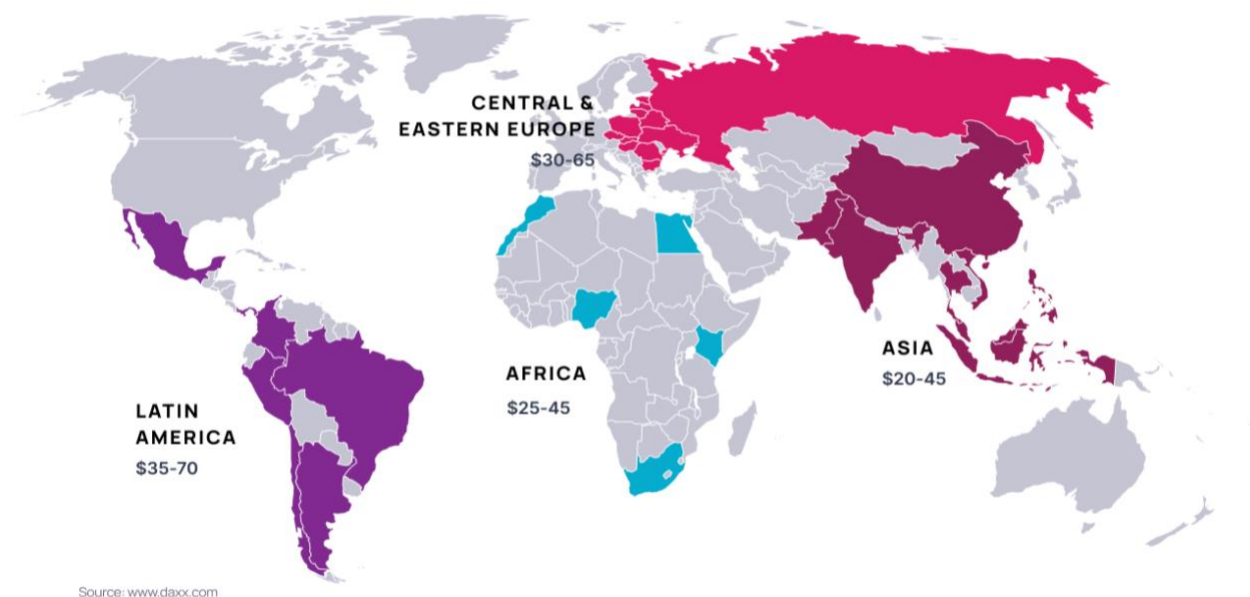 CENTRAL &
EASTERN EUROPE
$30-65
ASIA
$20-45
AFRICA
$25-45
LATIN
AMERICA
$35-70
Source: www.daxx.com